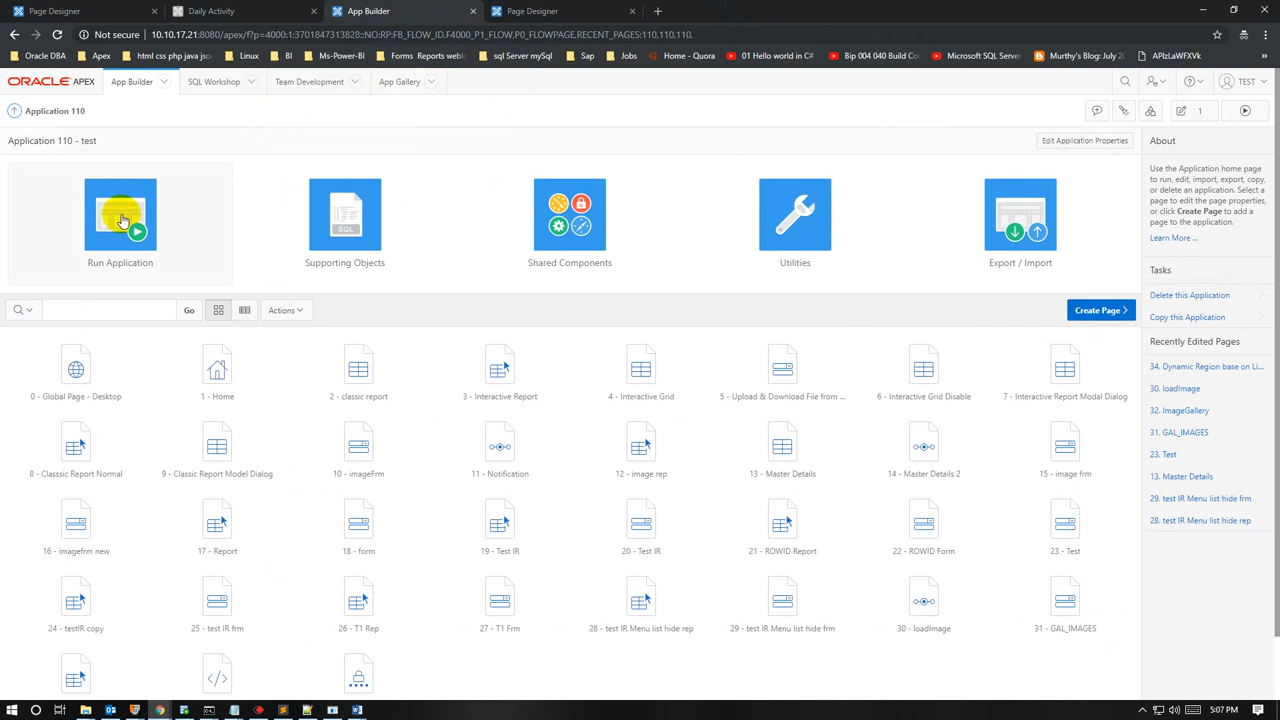 Page Designer
Daily Activity
App Builder
Page Designer
Not secure
10.10.17.21:8080/apex/f?p=4000:1:3701847313828::NO:RP:FB_FLOW_ID,F4000_P1_FLOW,P0_FLOWPAGE,RECENT_PAGES:110,110,110,
Oracle DBA
Apex
html css php java jso
Linux
BI
Ms-Power-BI
Forms Reports weblo
sql Server mySql
Sap
Jobs
Home - Quora
01 Hello world in C#
Bip 004 040 Build Co
Microsoft SQL Server
Murthy's Blog: July 2
APIzLaWFXVk
ORACLE APEX
App Builder
SQL Workshop
Team Development
App Gallery
TEST
Application 110
1
Application 110 - test
Edit Application Properties
About
Use the Application home page
to run, edit, import, export, copy,
or delete an application. Select a
page to edit the page properties,
or click Create Page to add a
page to the application.
Learn More ...
SQL
Run Application
Supporting Objects
Shared Components
Utilities
Export / Import
Tasks
Delete this Application
Copy this Application
Go
Actions
Create Page
Recently Edited Pages
34. Dynamic Region base on Li...
30. loadImage
32. ImageGallery
31. GAL_IMAGES
23. Test
13. Master Details
29. test IR Menu list hide frm
28. test IR Menu list hide rep
0 - Global Page - Desktop
1 - Home
2 - classic report
3 - Interactive Report
4 - Interactive Grid
5 - Upload & Download File from ...
6 - Interactive Grid Disable
7 - Interactive Report Modal Dialog
8 - Classsic Report Normal
9 - Classic Report Model Dialog
10 - imageFrm
11 - Notification
12 - image rep
13 - Master Details
14 - Master Details 2
15 - image frm
16 - imagefrm new
17 - Report
18 - form
19 - Test IR
20 - Test IR
21 - ROWID Report
22 - ROWID Form
23 - Test
24 - testIR copy
25 - test IR frm
26 - T1 Rep
27 - T1 Frm
28 - test IR Menu list hide rep
29 - test IR Menu list hide frm
30 - loadImage
31 - GAL_IMAGES
5:07 PM